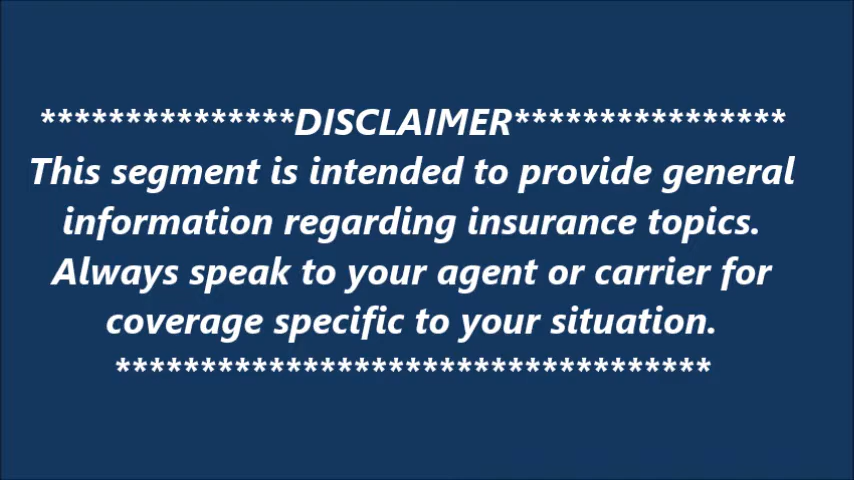 ***************DISCLAIMER****************
This segment is intended to provide general
information regarding insurance topics.
Always speak to your agent or carrier for
coverage specific to your situation.
***********************************